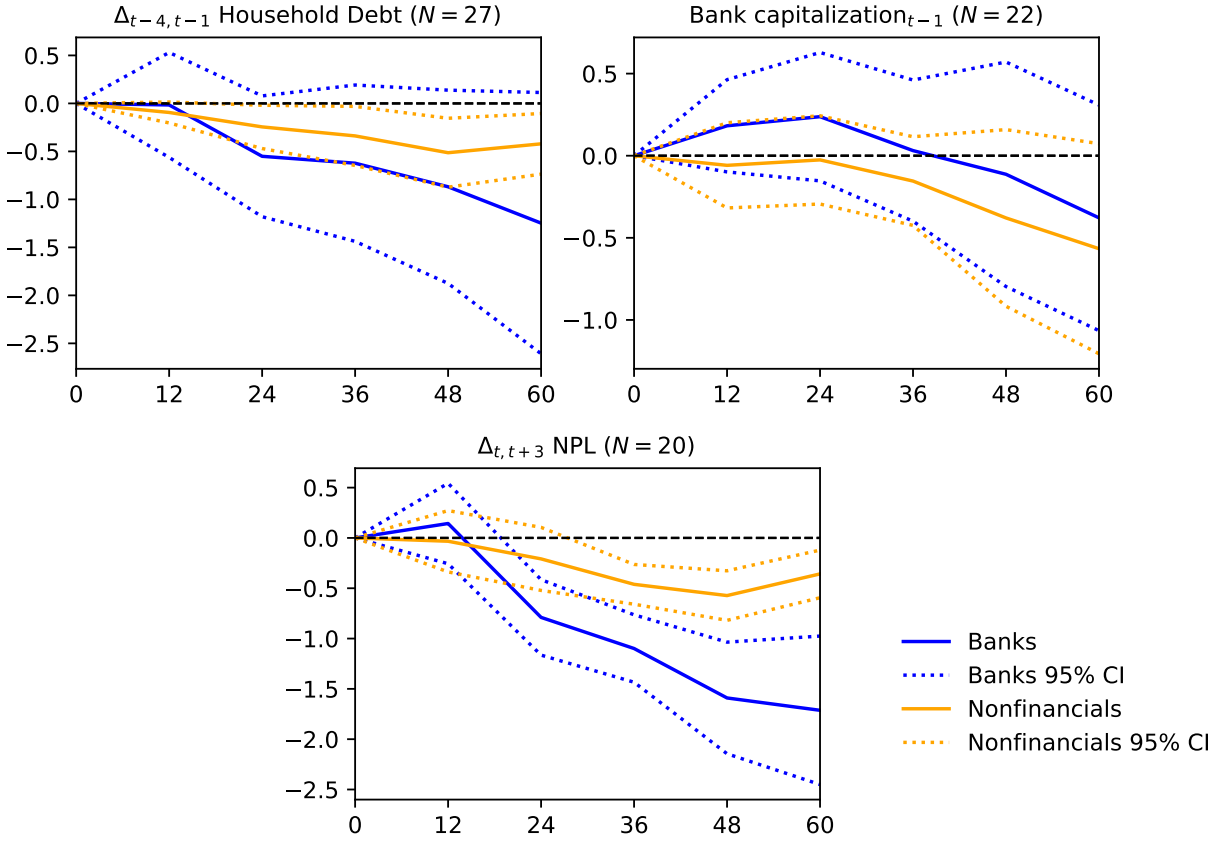 Δt−4,t−1 Household Debt (N = 27)
0.5
0.0
−0.5
−1.0
−1.5
−2.0
−2.5
0 12 24 36 48 60
Bank capitalizationt−1 (N = 22)
0.5
0.0
−0.5
−1.0
0 12 24 36 48 60
Δt,t+3 NPL (N = 20)
0.5
0.0
−0.5
−1.0
−1.5
−2.0
−2.5
0 12 24 36 48 60
Banks
Banks 95% CI
Nonfinancials
Nonfinancials 95% CI